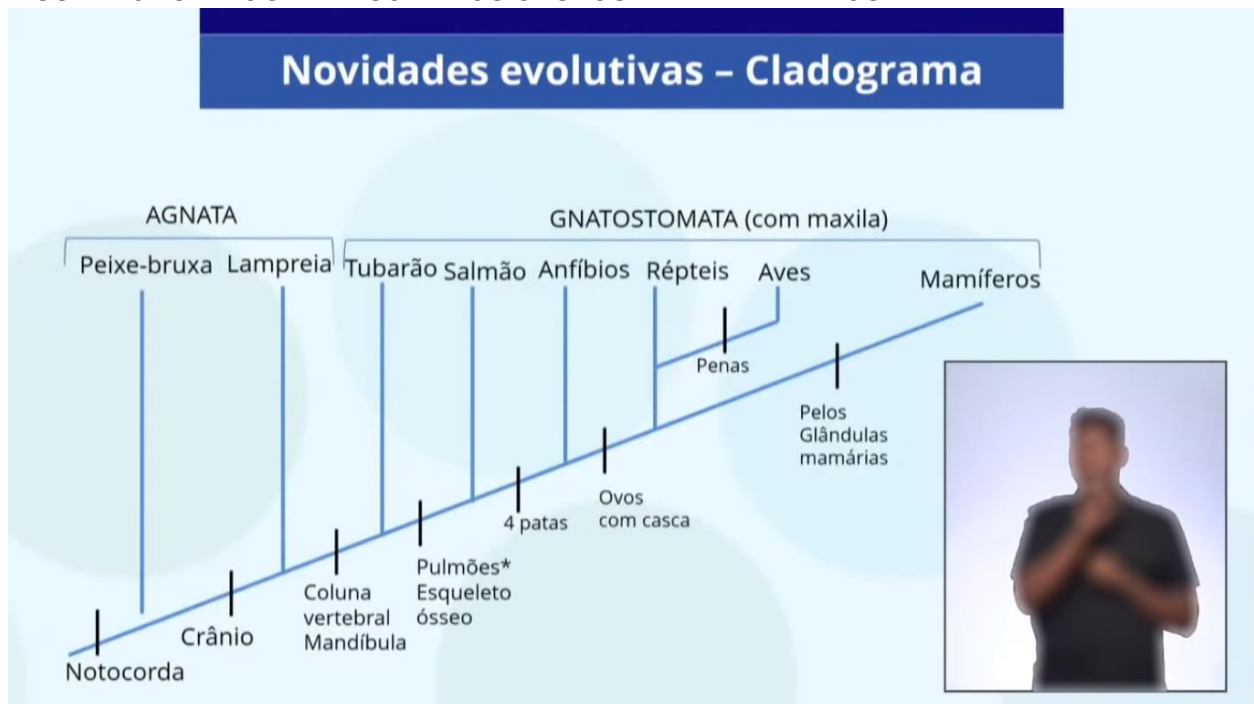 Novidades evolutivas – Cladograma
AGNATA
GNATOSTOMATA (com maxila)
Peixe-bruxa
Lampreia
Tubarão
Salmão
Anfíbios
Répteis
Aves
Mamíferos
Penas
Pelos
Glândulas
mamárias
Ovos
com casca
4 patas
Pulmões*
Esqueleto
ósseo
Coluna
vertebral
Mandíbula
Crânio
Notocorda